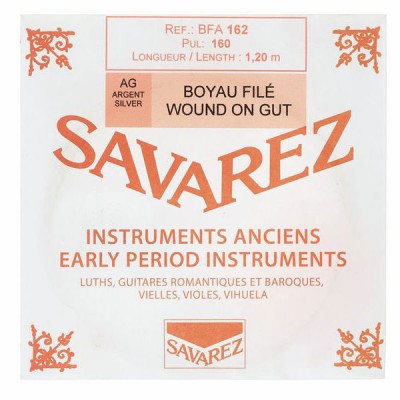 REF.: BFA 162
PUL: 160
LONGUEUR / LENGTH : 1,20 m
AG
ARGENT
SILVER
BOYAU FILÉ
WOUND ON GUT
SAVAREZ
INSTRUMENTS ANCIENS
EARLY PERIOD INSTRUMENTS
LUTHS, GUITARES ROMANTIQUES ET BAROQUES,
VIELLES, VIOLES, VIHUELA
SAVAREZ